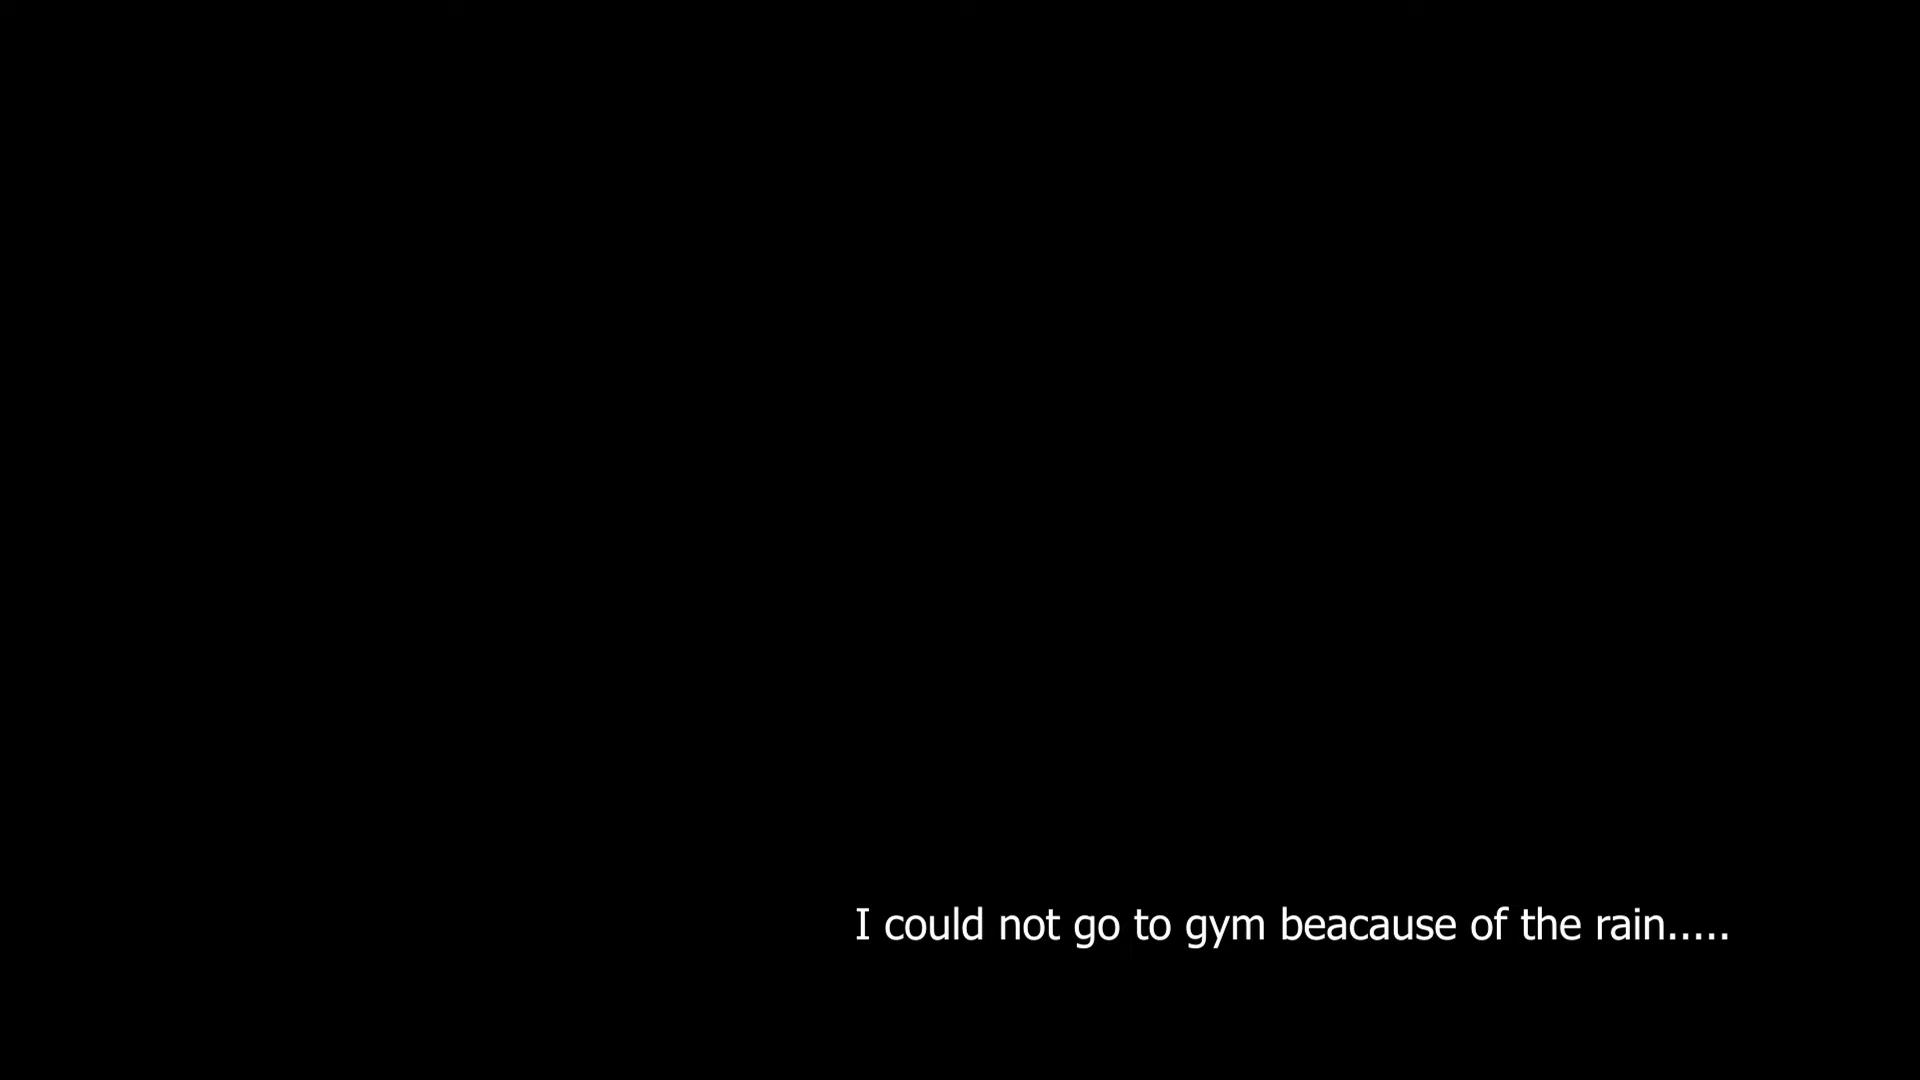 I could not go to gym beacause of the rain.....